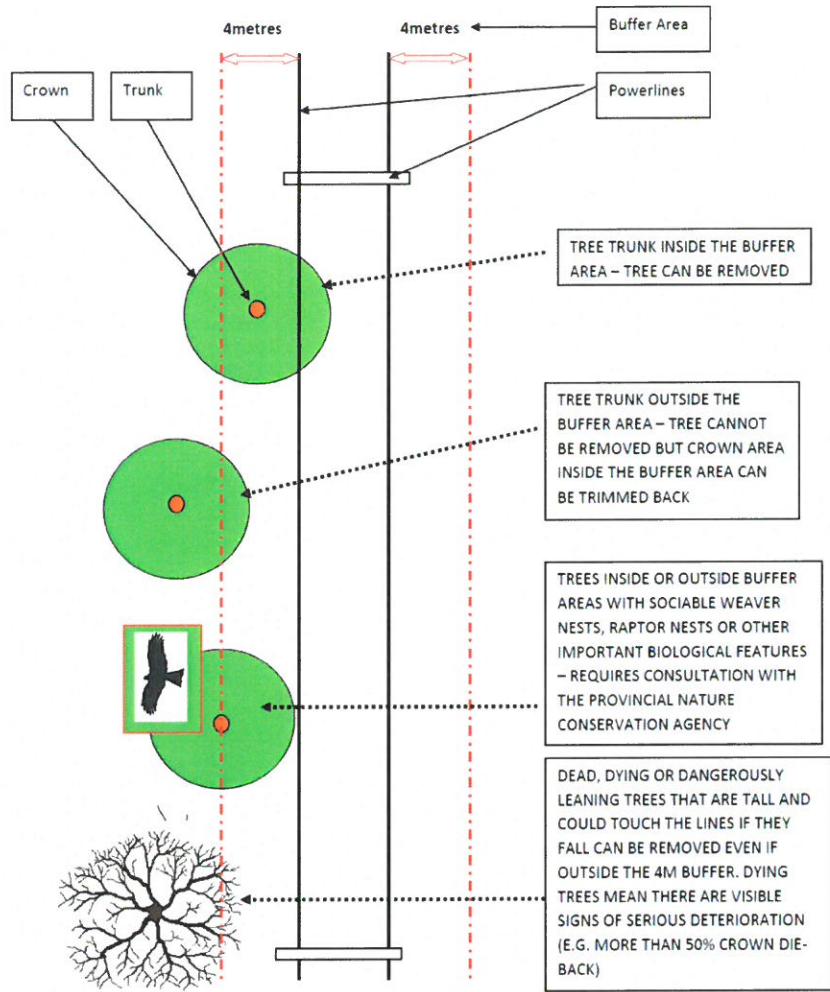 4metres
4metres
Buffer Area
Crown
Trunk
Powerlines
TREE TRUNK INSIDE THE BUFFER
AREA – TREE CAN BE REMOVED
TREE TRUNK OUTSIDE THE
BUFFER AREA – TREE CANNOT
BE REMOVED BUT CROWN AREA
INSIDE THE BUFFER AREA CAN
BE TRIMMED BACK
TREES INSIDE OR OUTSIDE BUFFER
AREAS WITH SOCIABLE WEAVER
NESTS, RAPTOR NESTS OR OTHER
IMPORTANT BIOLOGICAL FEATURES
– REQUIRES CONSULTATION WITH
THE PROVINCIAL NATURE
CONSERVATION AGENCY
DEAD, DYING OR DANGEROUSLY
LEANING TREES THAT ARE TALL AND
COULD TOUCH THE LINES IF THEY
FALL CAN BE REMOVED EVEN IF
OUTSIDE THE 4M BUFFER. DYING
TREES MEAN THERE ARE VISIBLE
SIGNS OF SERIOUS DETERIORATION
(E.G. MORE THAN 50% CROWN DIE-
BACK)